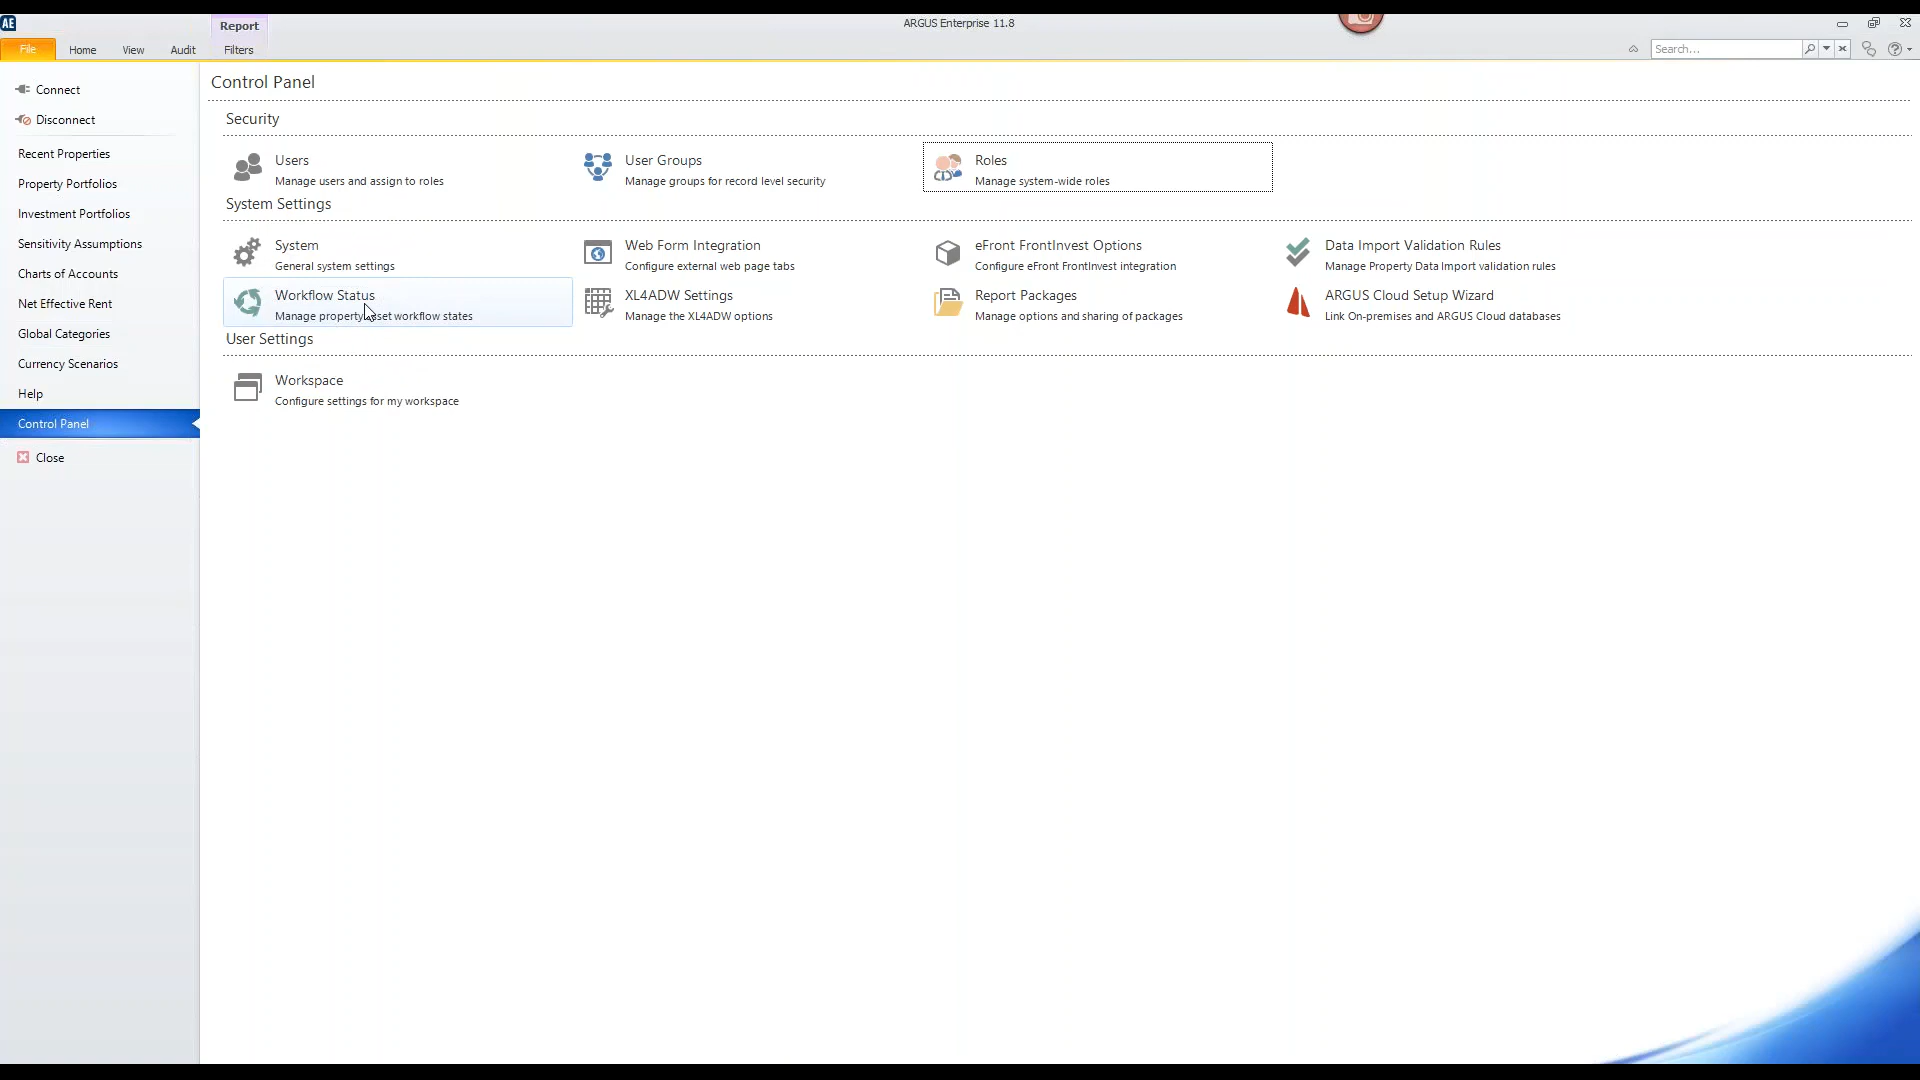 AE
Report
ARGUS Enterprise 11.8
File
Home
View
Audit
Filters
Search...
Connect
Disconnect
Recent Properties
Property Portfolios
Investment Portfolios
Sensitivity Assumptions
Charts of Accounts
Net Effective Rent
Global Categories
Currency Scenarios
Help
Control Panel
Close
Control Panel
Security
Users
Manage users and assign to roles
User Groups
Manage groups for record level security
Roles
Manage system-wide roles
System Settings
System
General system settings
Web Form Integration
Configure external web page tabs
eFront FrontInvest Options
Configure eFront FrontInvest integration
Data Import Validation Rules
Manage Property Data Import validation rules
Workflow Status
Manage property asset workflow states
XL4ADW Settings
Manage the XL4ADW options
Report Packages
Manage options and sharing of packages
ARGUS Cloud Setup Wizard
Link On-premises and ARGUS Cloud databases
User Settings
Workspace
Configure settings for my workspace